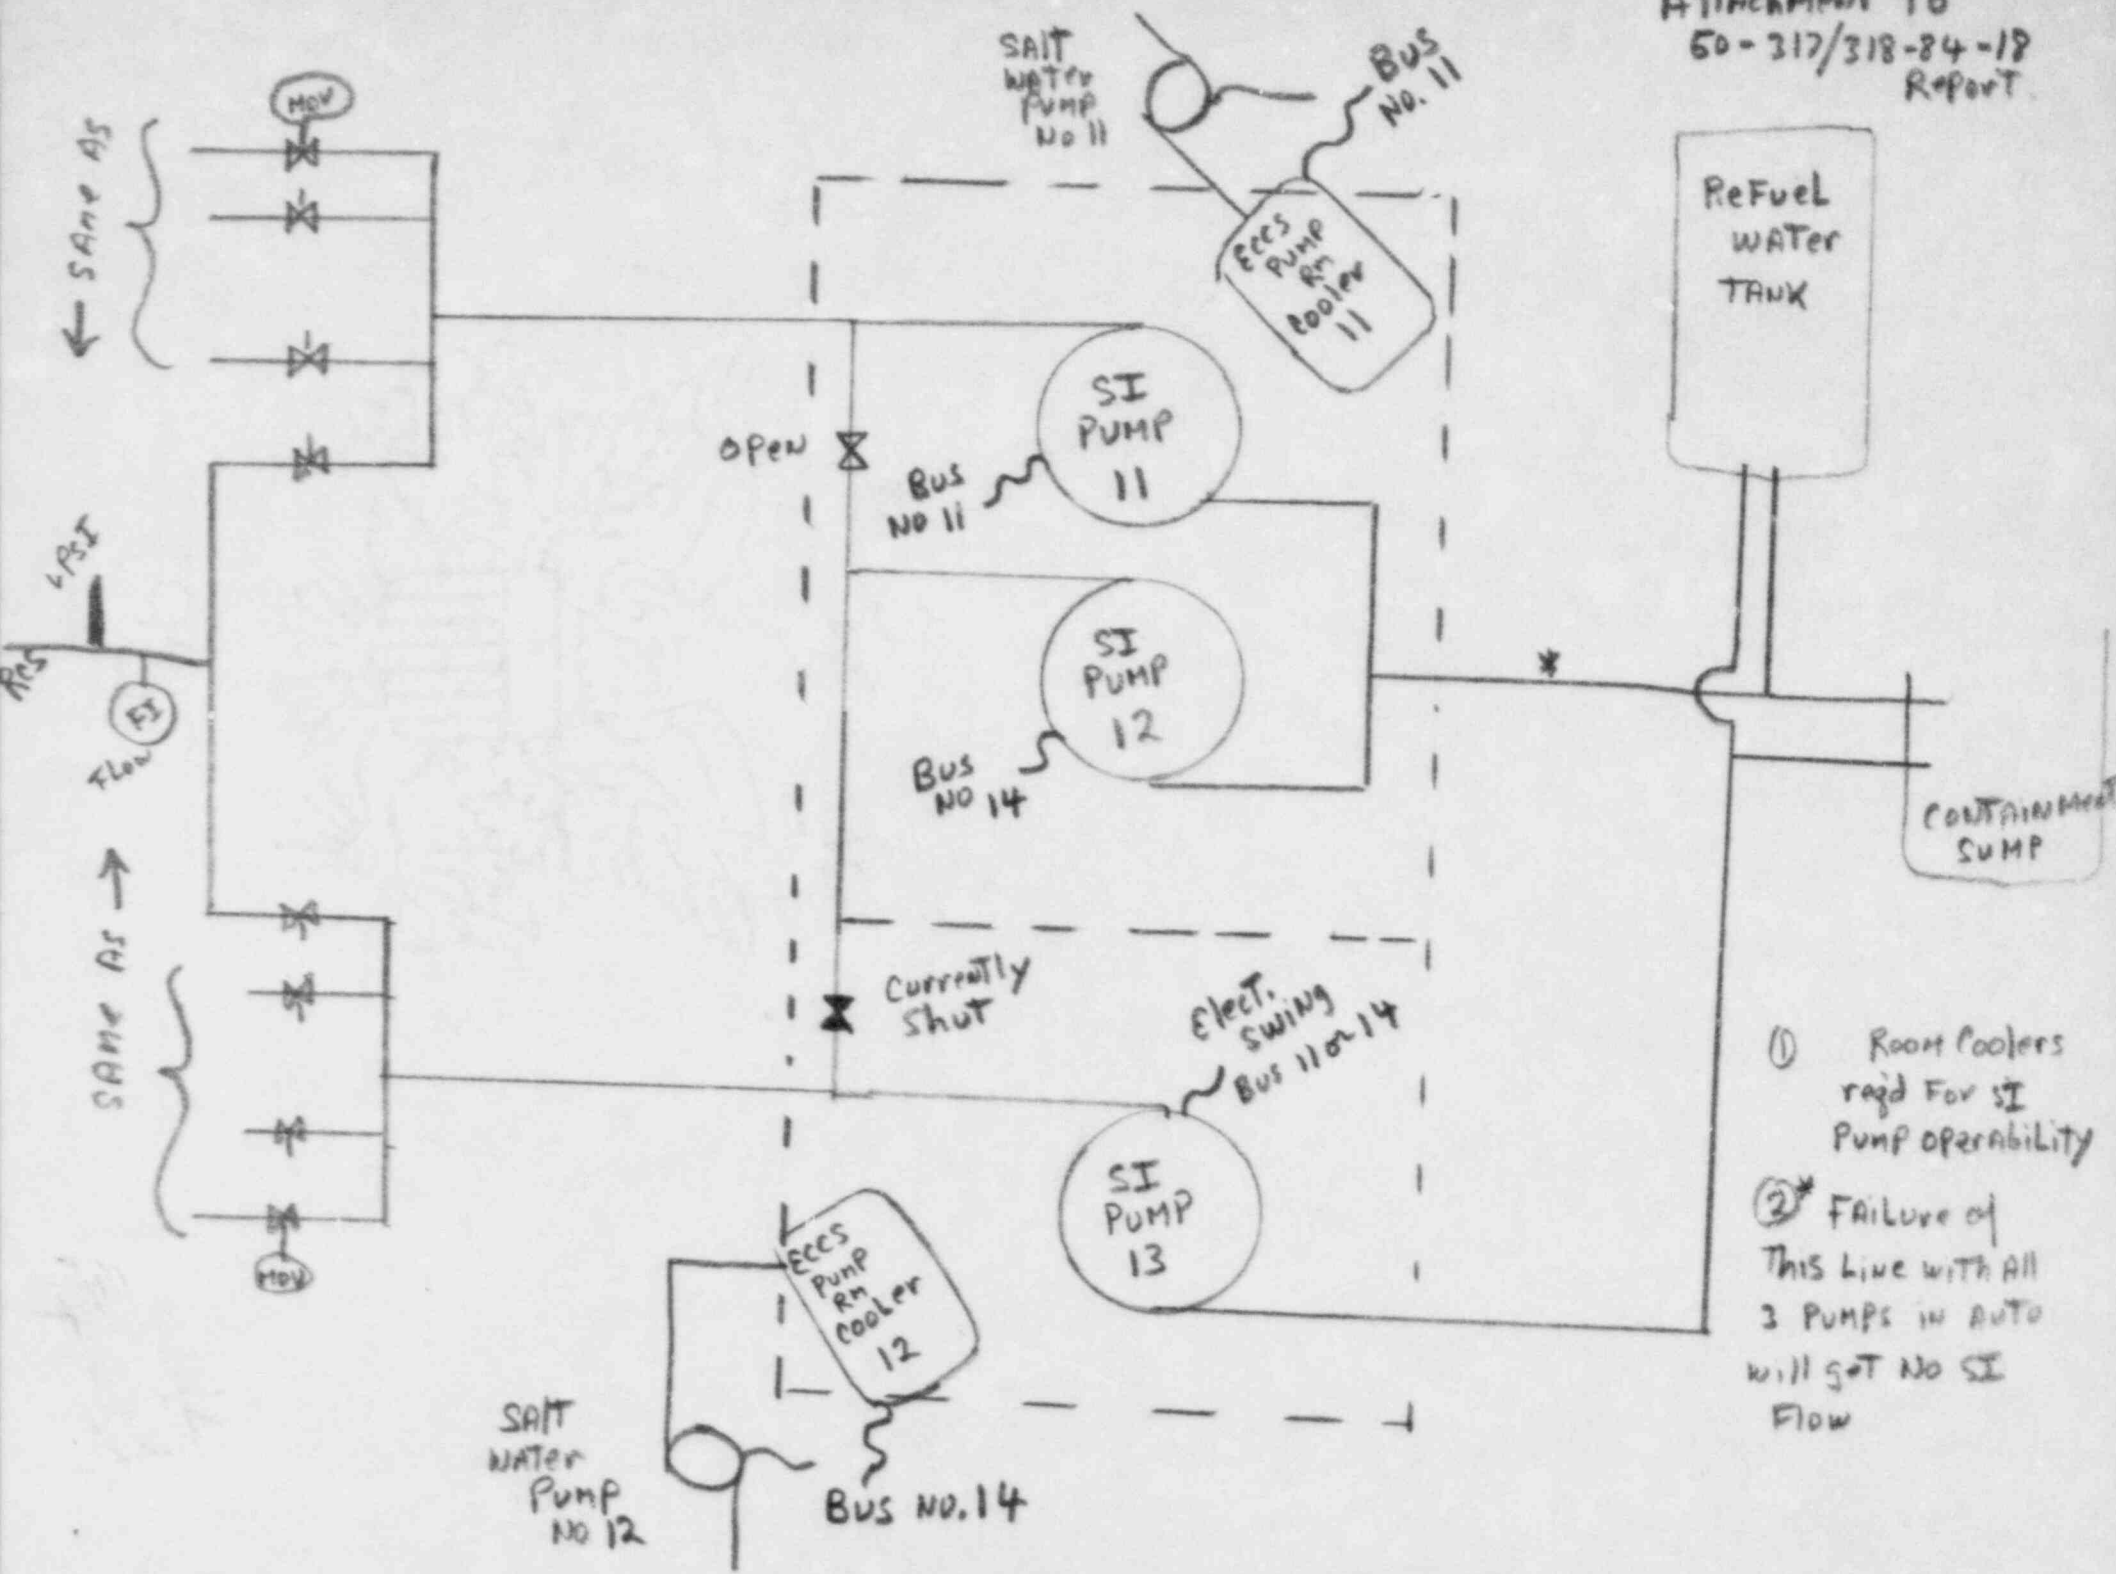 Attachment to
50-317/318-84-18
Report
SAlT
WATer
Pump
No 11
Bus
No. 11
MOV
← SAme As
ReFueL
WATer
TANK
Eccs
Pump
Rm
cooler
11
SI
PUMP
11
Bus
No 11
OPeN
LPSI
RCS
FI
FLOW
SI
PUMP
12
Bus
NO 14
*
CONTAINMENT
SUMP
SAMe As →
Currently
Shut
Elect.
SWiNg
Bus 11 or 14
SI
PUMP
13
MOV
ECCS
Pump
Rm
cooler
12
SAlT
WATer
Pump
No 12
Bus No. 14
① Room Coolers
req'd For SI
Pump operAbiLiTy
②* FAiLure of
This Line with All
3 Pumps in Auto
will get No SI
Flow